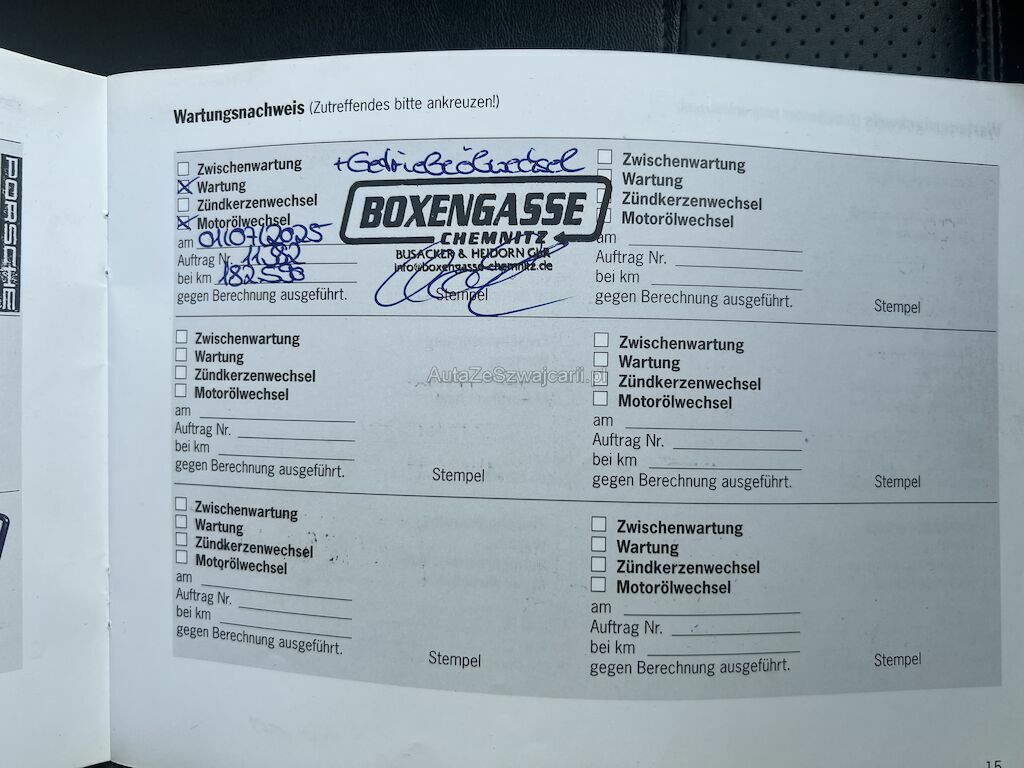 Wartungsnachweis (Zutreffendes bitte ankreuzen!)
Zwischenwartung
+Getriebeölwechsel
Wartung
Zündkerzenwechsel
Motorölwechsel
am 01/07/2025
Auftrag Nr. 11.882
bei km 182.593
gegen Berechnung ausgeführt.
BOXENGASSE
CHEMNITZ
BUSACKER & HEIDORN GbR
info@boxengasse-chemnitz.de
Stempel
Zwischenwartung
Wartung
Zündkerzenwechsel
Motorölwechsel
am
Auftrag Nr.
bei km
gegen Berechnung ausgeführt.
Stempel
Zwischenwartung
Wartung
Zündkerzenwechsel
Motorölwechsel
am
Auftrag Nr.
bei km
gegen Berechnung ausgeführt.
Stempel
Zwischenwartung
Wartung
Zündkerzenwechsel
Motorölwechsel
am
Auftrag Nr.
bei km
gegen Berechnung ausgeführt.
Stempel
AutaZeSzwajcarii.pl
Zwischenwartung
Wartung
Zündkerzenwechsel
Motorölwechsel
am
Auftrag Nr.
bei km
gegen Berechnung ausgeführt.
Stempel
Zwischenwartung
Wartung
Zündkerzenwechsel
Motorölwechsel
am
Auftrag Nr.
bei km
gegen Berechnung ausgeführt.
Stempel
15